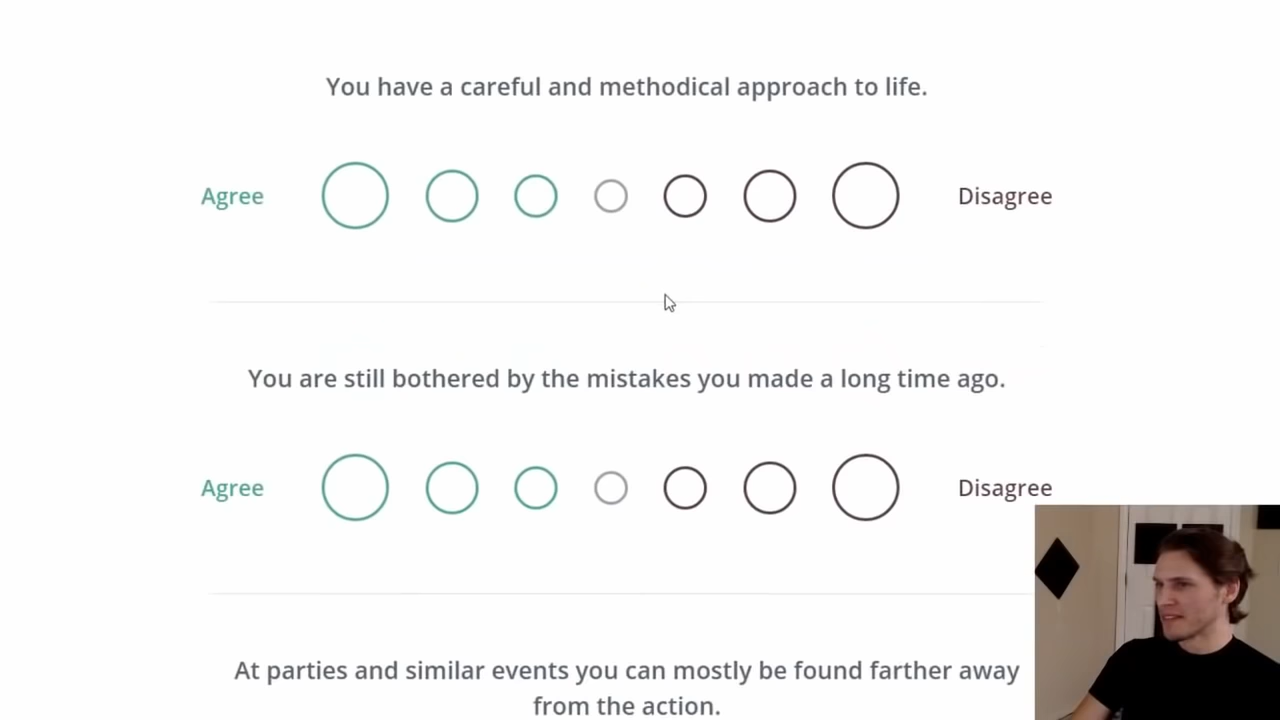 You have a careful and methodical approach to life.
Agree
Disagree
You are still bothered by the mistakes you made a long time ago.
Agree
Disagree
At parties and similar events you can mostly be found farther away
from the action.